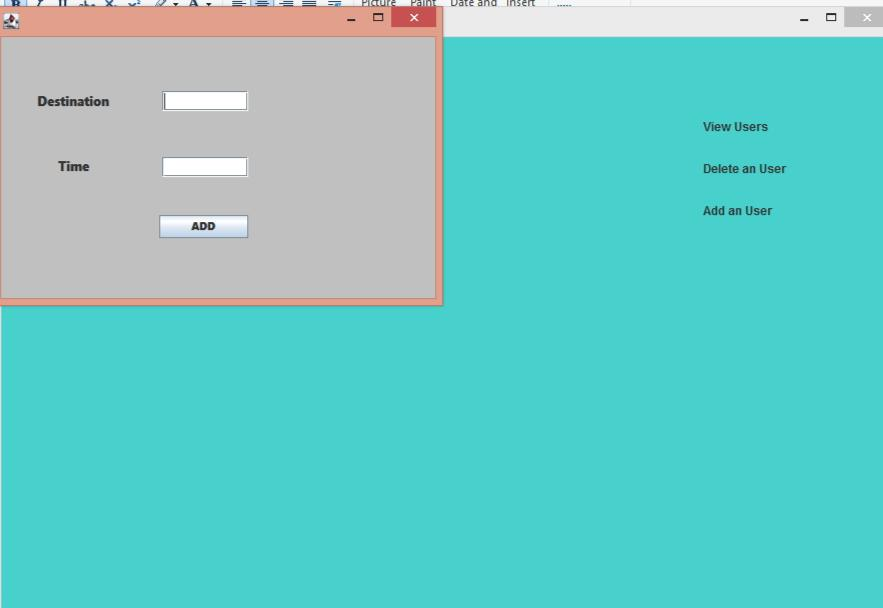 Picture Paint Date and Insert
Destination
Time
ADD
View Users
Delete an User
Add an User